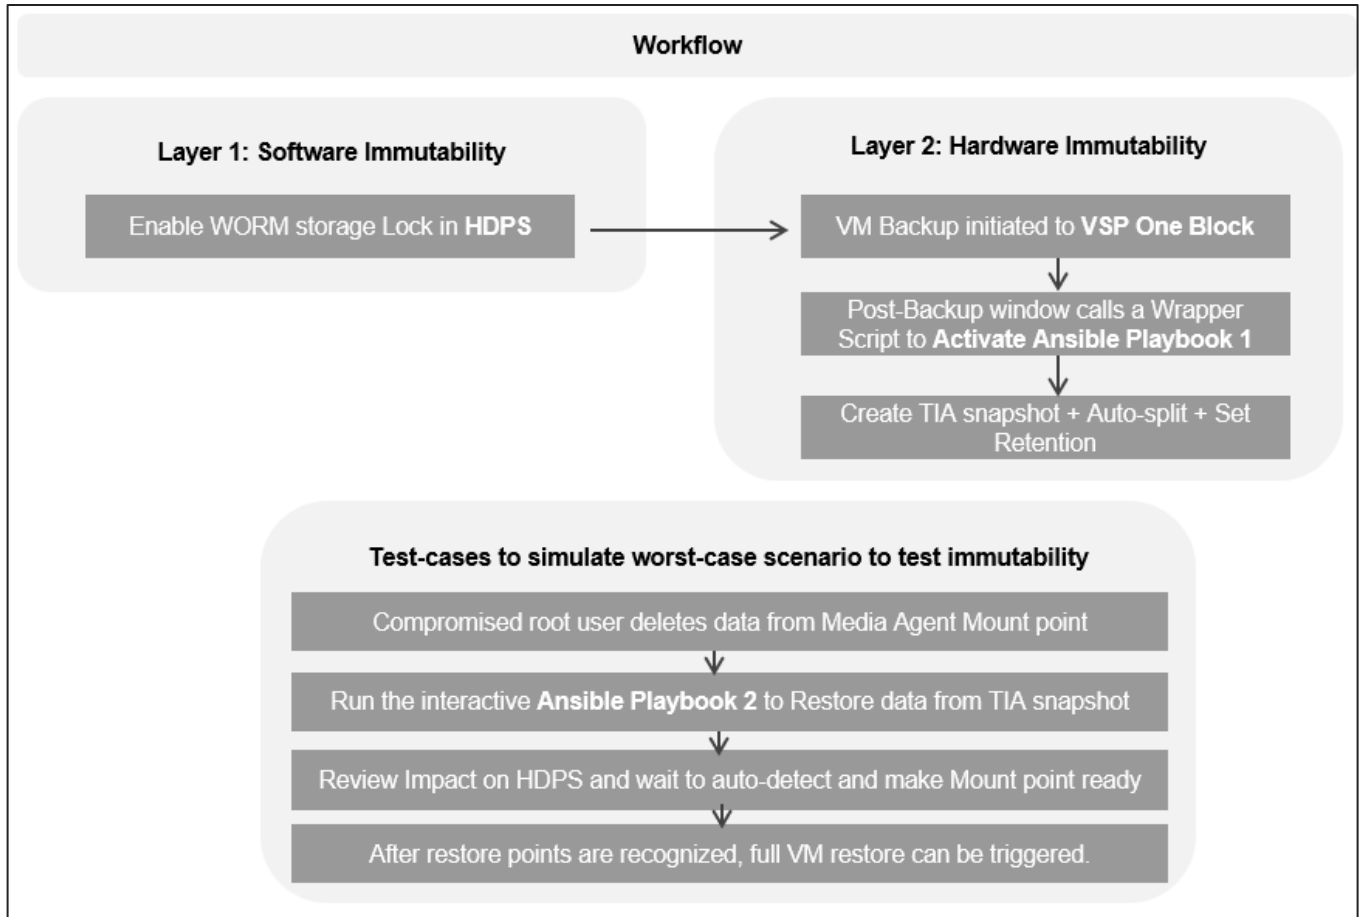 Workflow
Layer 1: Software Immutability
Enable WORM storage Lock in HDPS
Layer 2: Hardware Immutability
VM Backup initiated to VSP One Block
Post-Backup window calls a Wrapper
Script to Activate Ansible Playbook 1
Create TIA snapshot + Auto-split + Set
Retention
Test-cases to simulate worst-case scenario to test immutability
Compromised root user deletes data from Media Agent Mount point
Run the interactive Ansible Playbook 2 to Restore data from TIA snapshot
Review Impact on HDPS and wait to auto-detect and make Mount point ready
After restore points are recognized, full VM restore can be triggered.